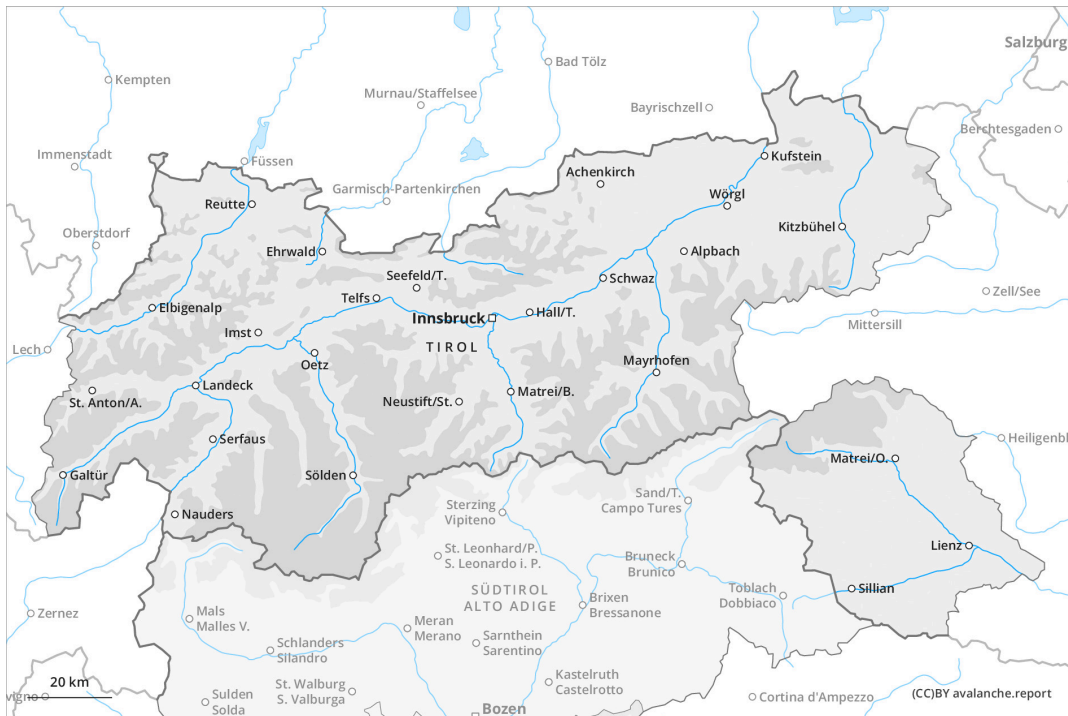 Salzburg
Bad Tölz
Kempten
Murnau/Staffelsee
Bayrischzell
Berchtesgaden
Immenstadt
Füssen
Kufstein
Achenkirch
Garmisch-Partenkirchen
Wörgl
Reutte
Oberstdorf
Kitzbühel
Ehrwald
Alpbach
Seefeld/T.
Schwaz
Zell/See
Telfs
Elbigenalp
Hall/T.
Innsbruck
Mittersill
Imst
TIROL
Lech
Oetz
Mayrhofen
Landeck
St. Anton/A.
Neustift/St.
Matrei/B.
Serfaus
Heiligenbl
Matrei/O.
Galtür
Sölden
Sand/T.
Campo Tures
Sterzing
Vipiteno
Nauders
Lienz
St. Leonhard/P.
S. Leonardo i. P.
Bruneck
Brunico
SÜDTIROL
ALTO ADIGE
Toblach
Dobbiaco
Sillian
Brixen
Bressanone
Zernez
Mals
Malles V.
Meran
Merano
Schlanders
Silandro
Sarnthein
Sarentino
Kastelruth
Castelrotto
20 km
vigno
St. Walburg
S. Valburga
Sulden
Solda
Cortina d'Ampezzo
(CC)BY avalanche.report
Bozen